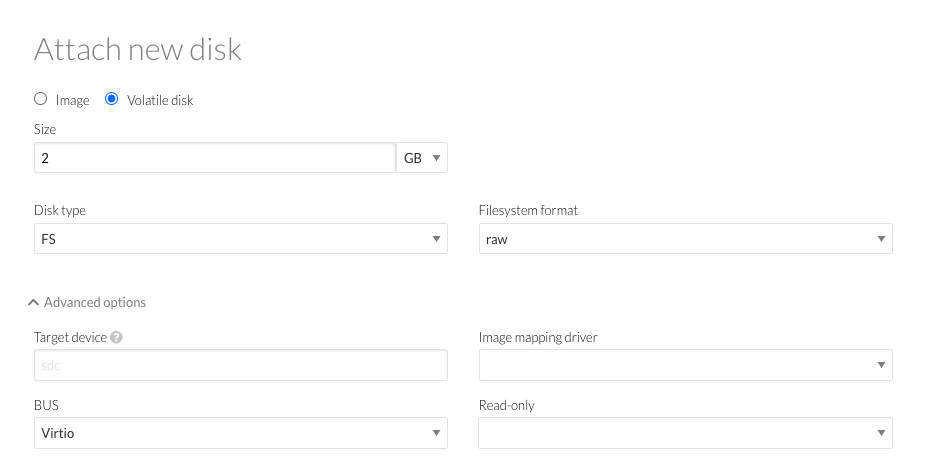 Attach new disk
Image Volatile disk
Size
2 GB
Disk type Filesystem format
FS raw
Advanced options
Target device ? Image mapping driver
sdc
BUS Read-only
Virtio